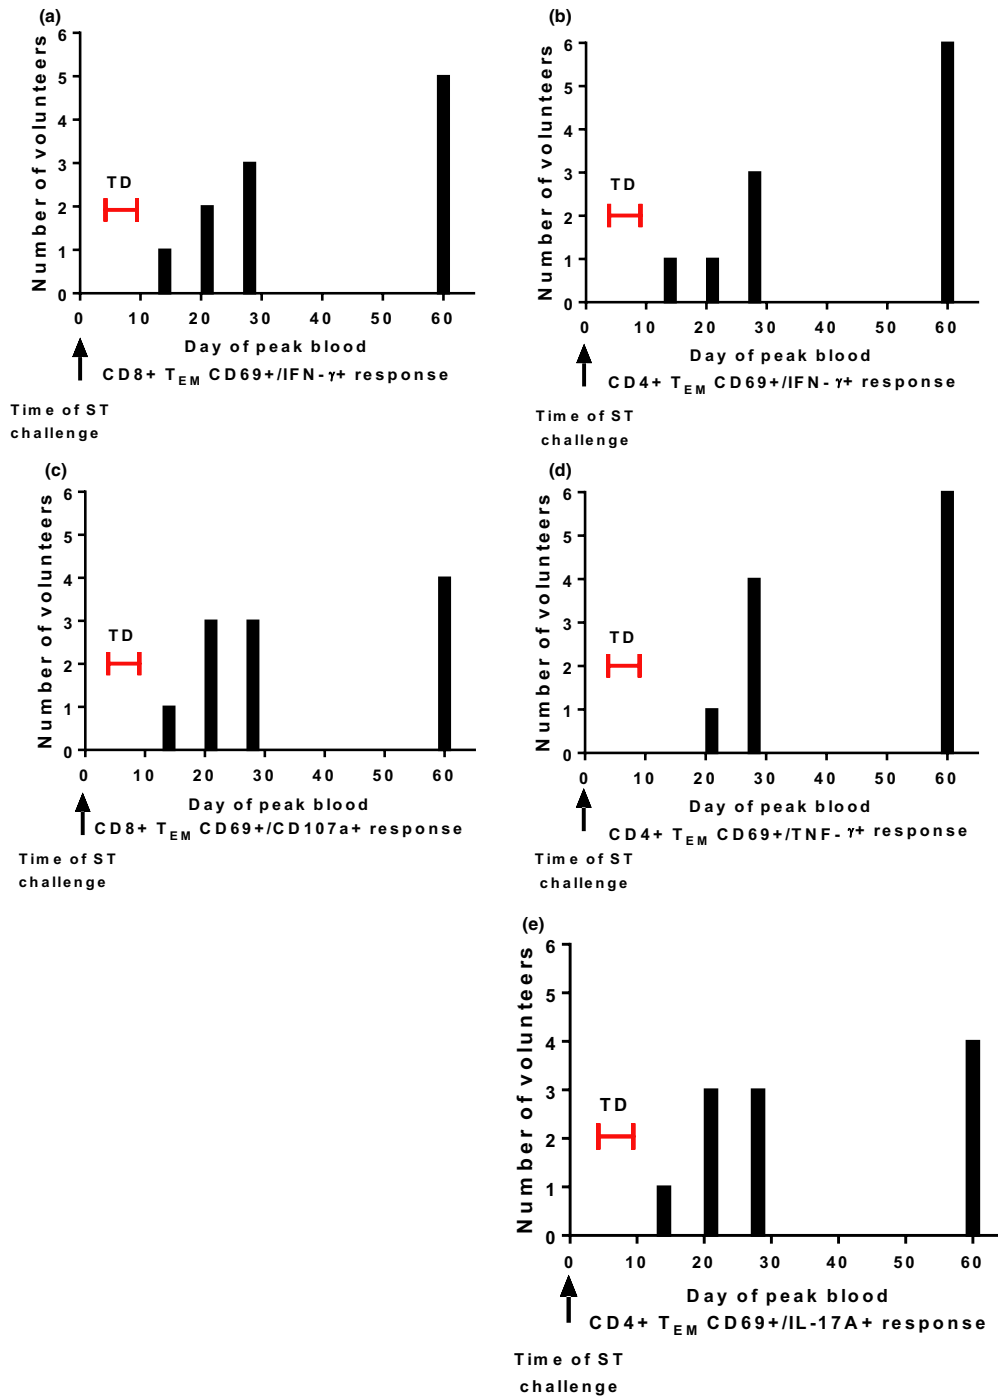 (a)
Number of volunteers
6
5
4
3
2
1
0
TD
0 10 20 30 40 50 60
Day of peak blood
CD8+ TEM CD69+/IFN-γ+ response
Time of ST
challenge
(b)
Number of volunteers
6
5
4
3
2
1
0
TD
0 10 20 30 40 50 60
Day of peak blood
CD4+ TEM CD69+/IFN-γ+ response
Time of ST
challenge
(c)
Number of volunteers
6
5
4
3
2
1
0
TD
0 10 20 30 40 50 60
Day of peak blood
CD8+ TEM CD69+/CD107a+ response
Time of ST
challenge
(d)
Number of volunteers
6
5
4
3
2
1
0
TD
0 10 20 30 40 50 60
Day of peak blood
CD4+ TEM CD69+/TNF-γ+ response
Time of ST
challenge
(e)
Number of volunteers
6
5
4
3
2
1
0
TD
0 10 20 30 40 50 60
Day of peak blood
CD4+ TEM CD69+/IL-17A+ response
Time of ST
challenge